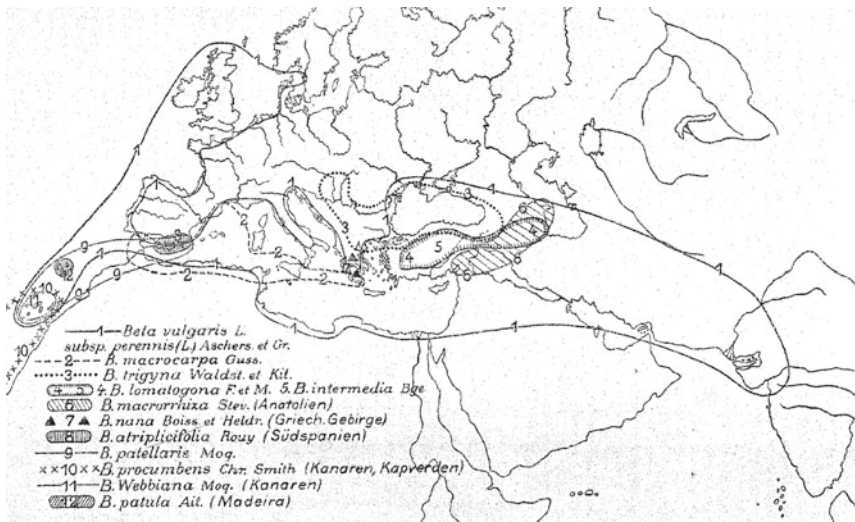 —1— Beta vulgaris L.
subsp. perennis (L.) Aschers. et Gr.
---2--- B. macrocarpa Guss.
······3······ B. trigyna Waldst. et Kit.
4 5 4. B. lomatogona F. et M. 5. B. intermedia Bge
6 B. macrorrhiza Stev. (Anatolien)
▲ 7 ▲ B. nana Boiss. et Heldr. (Griech. Gebirge)
8 B. atriplicifolia Rouy (Südspanien)
—9— B. patellaris Moq.
××10×× B. procumbens Chr. Smith (Kanaren, Kapverden)
—11— B. Webbiana Moq. (Kanaren)
12 B. patula Ait. (Madeira)